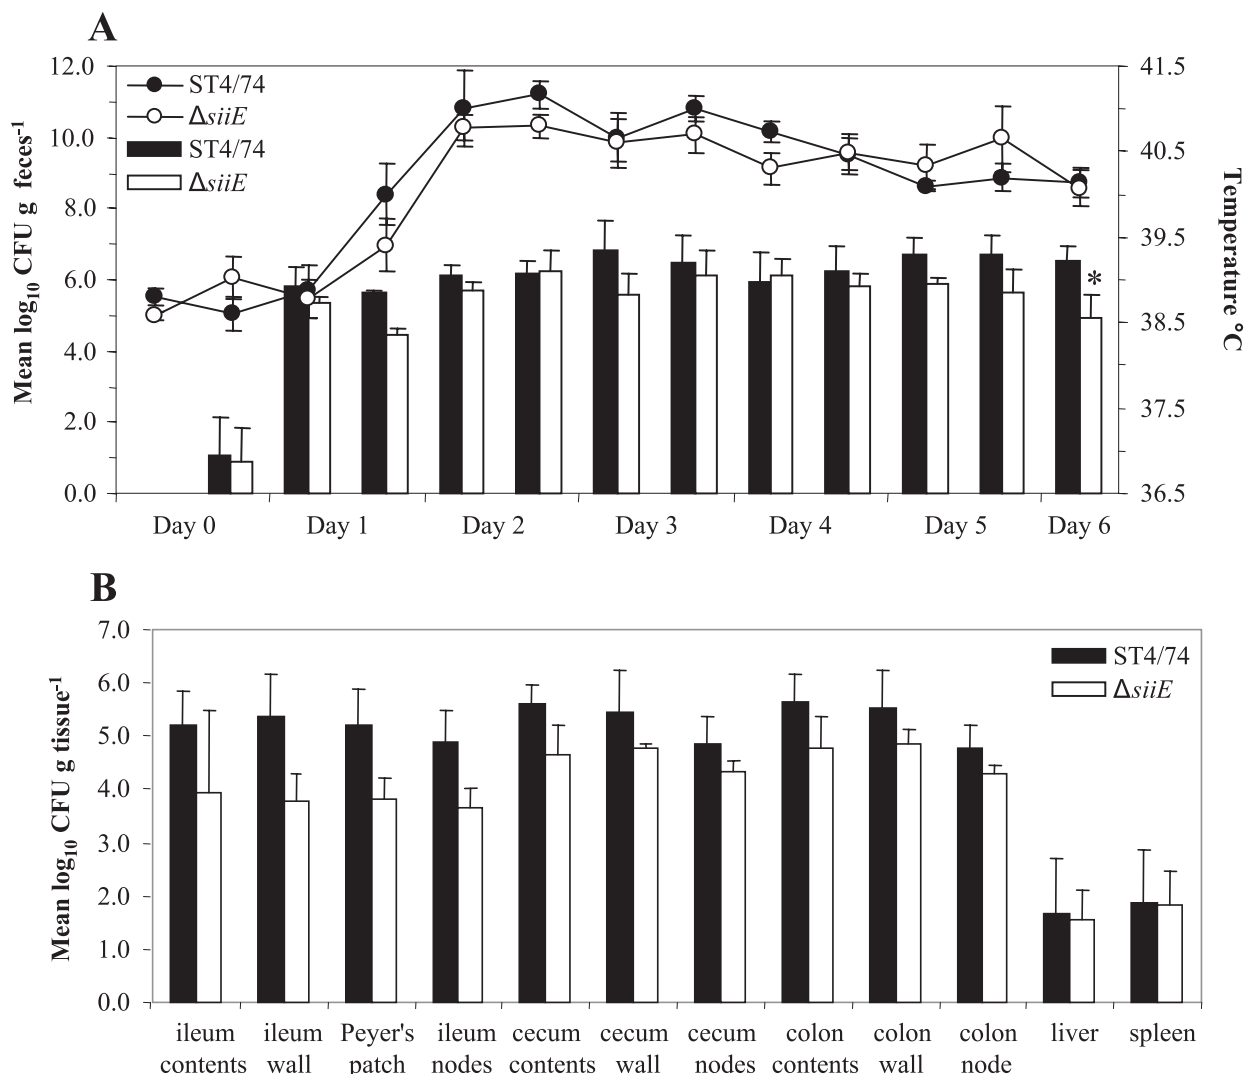 A
ST4/74
ΔsiiE
ST4/74
ΔsiiE
Mean log10 CFU g feces-1
12.0
10.0
8.0
6.0
4.0
2.0
0.0
41.5
40.5
39.5
38.5
37.5
36.5
Temperature °C
*
Day 0 Day 1 Day 2 Day 3 Day 4 Day 5 Day 6
B
ST4/74
ΔsiiE
Mean log10 CFU g tissue-1
7.0
6.0
5.0
4.0
3.0
2.0
1.0
0.0
ileum ileum Peyer's ileum cecum cecum cecum colon colon colon liver spleen
contents wall patch nodes contents wall nodes contents wall node